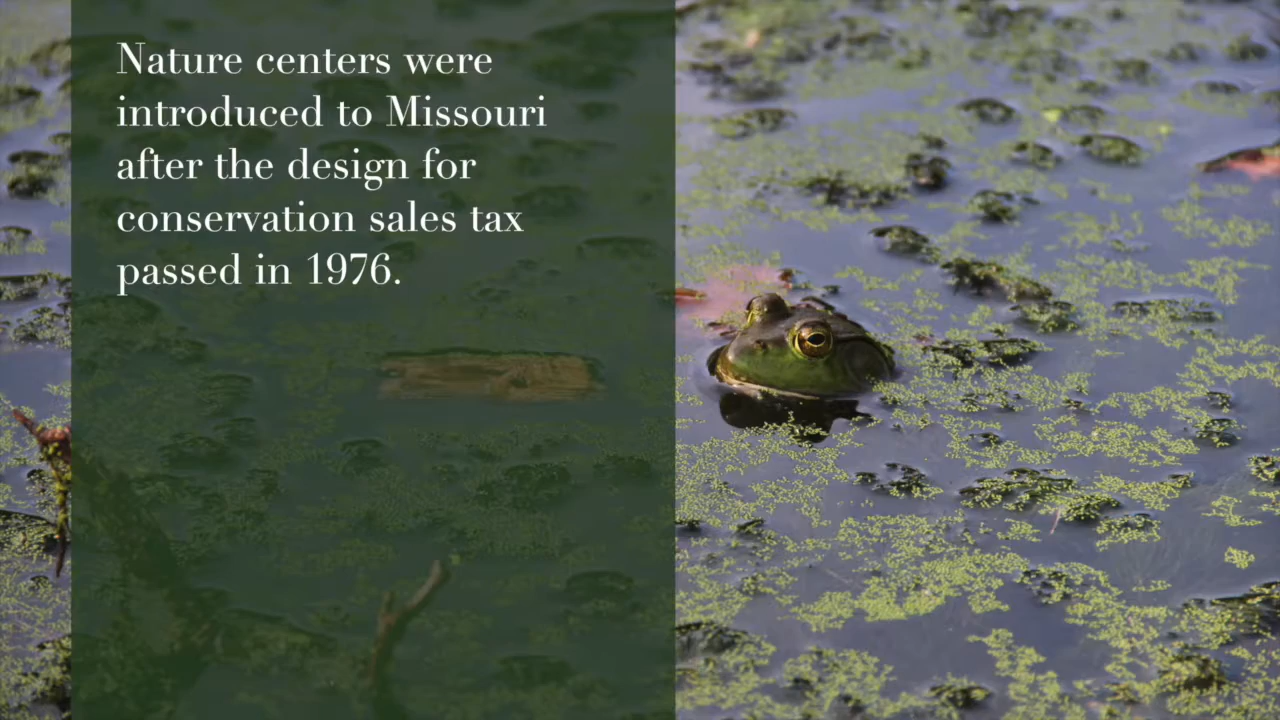 Nature centers were
introduced to Missouri
after the design for
conservation sales tax
passed in 1976.